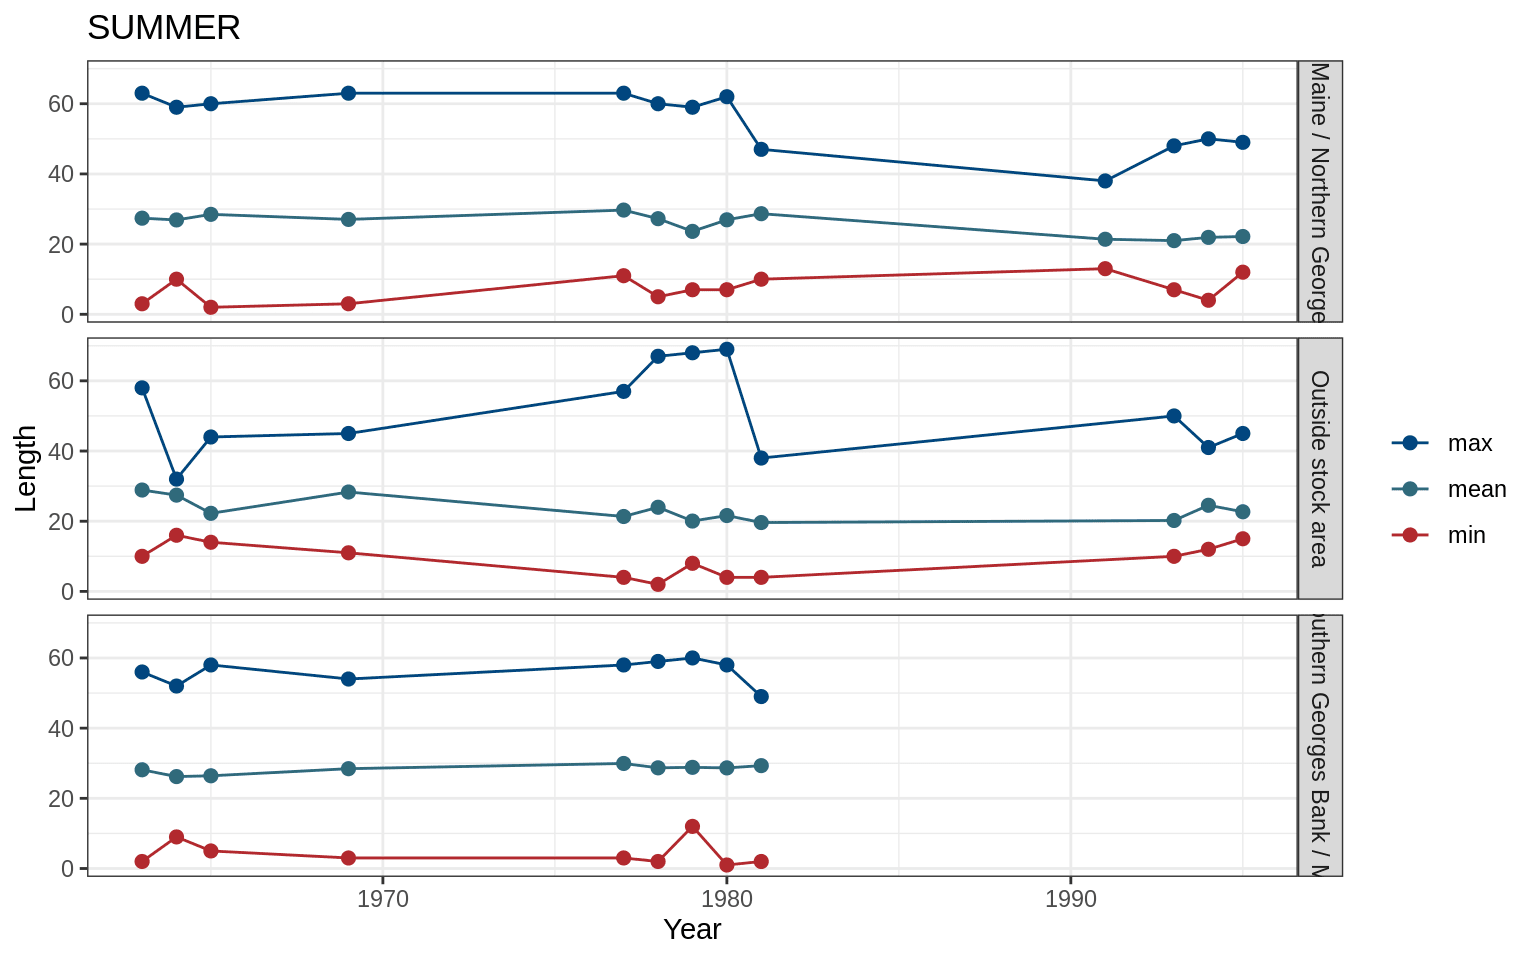 SUMMER
60
40
20
0
Maine / Northern George
60
40
20
0
Outside stock area
60
40
20
0
uthern Georges Bank /
1970
1980
1990
Year
Length
max
mean
min